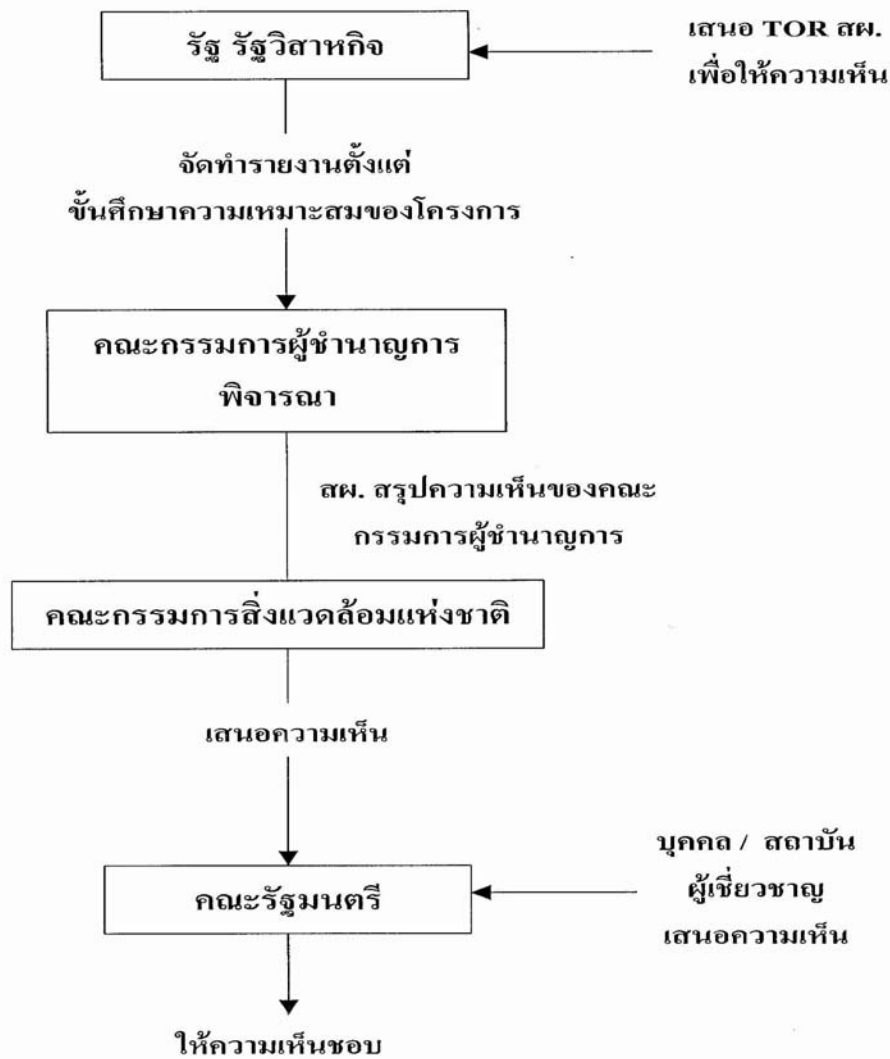 รัฐ รัฐวิสาหกิจ
เสนอ TOR สผ.
เพื่อให้ความเห็น
จัดทำรายงานตั้งแต่
ขั้นศึกษาความเหมาะสมของโครงการ
คณะกรรมการผู้ชำนาญการ
พิจารณา
สผ. สรุปความเห็นของคณะ
กรรมการผู้ชำนาญการ
คณะกรรมการสิ่งแวดล้อมแห่งชาติ
เสนอความเห็น
คณะรัฐมนตรี
บุคคล / สถาบัน
ผู้เชี่ยวชาญ
เสนอความเห็น
ให้ความเห็นชอบ